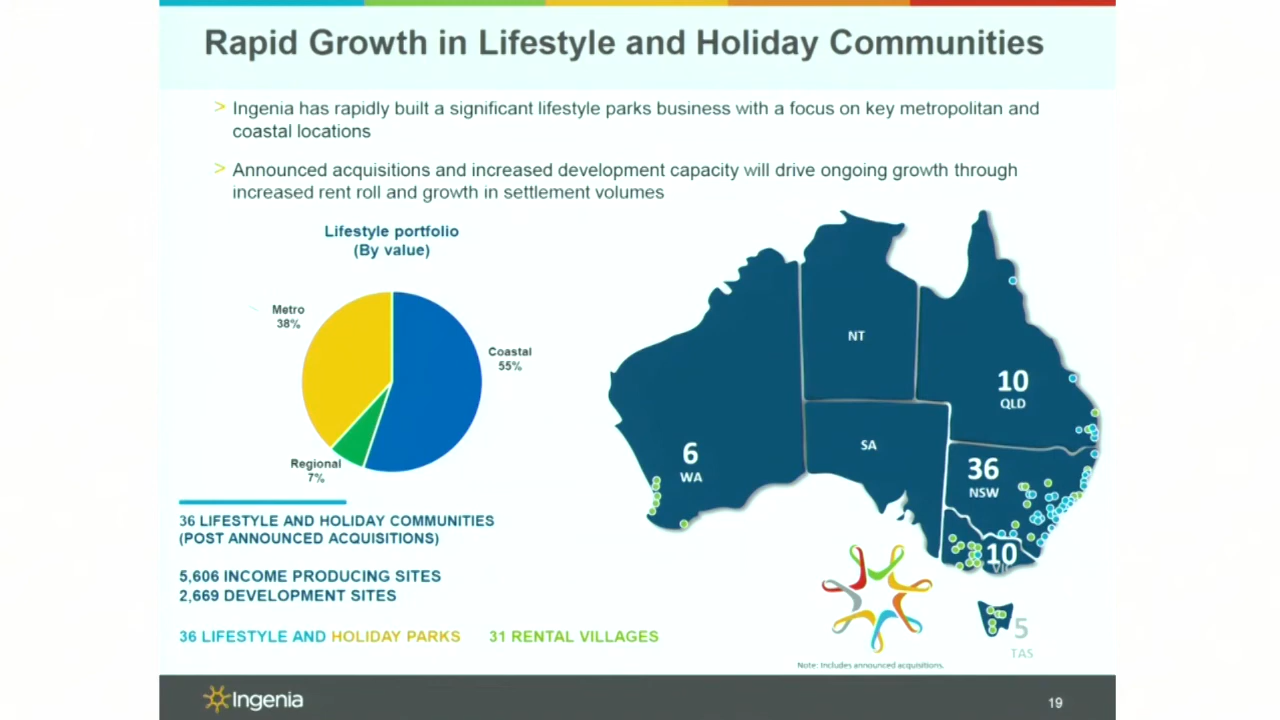 Rapid Growth in Lifestyle and Holiday Communities
> Ingenia has rapidly built a significant lifestyle parks business with a focus on key metropolitan and
coastal locations
> Announced acquisitions and increased development capacity will drive ongoing growth through
increased rent roll and growth in settlement volumes
Lifestyle portfolio
(By value)
Metro
38%
Coastal
55%
Regional
7%
36 LIFESTYLE AND HOLIDAY COMMUNITIES
(POST ANNOUNCED ACQUISITIONS)
5,606 INCOME PRODUCING SITES
2,669 DEVELOPMENT SITES
36 LIFESTYLE AND HOLIDAY PARKS 31 RENTAL VILLAGES
NT
10
QLD
6
WA
SA
36
NSW
10
VIC
5
TAS
Note: Includes announced acquisitions.
Ingenia
19